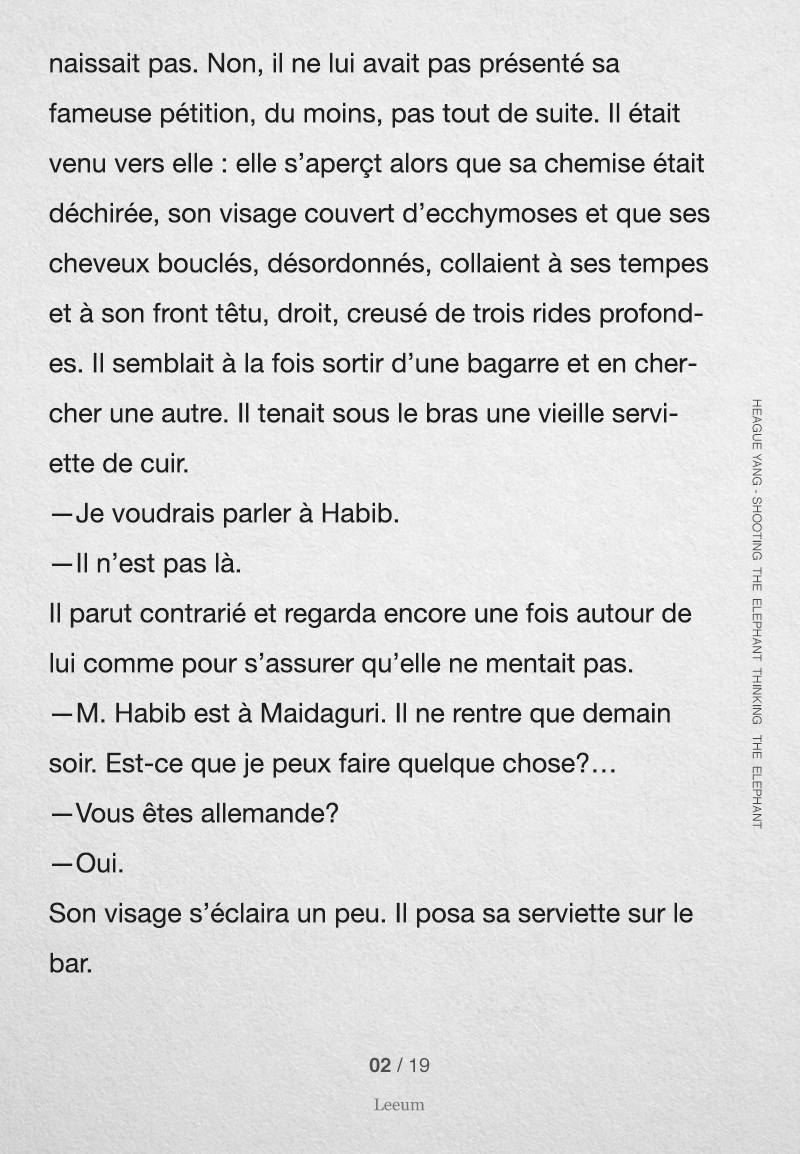 naissait pas. Non, il ne lui avait pas présenté sa
fameuse pétition, du moins, pas tout de suite. Il était
venu vers elle : elle s’aperçt alors que sa chemise était
déchirée, son visage couvert d’ecchymoses et que ses
cheveux bouclés, désordonnés, collaient à ses tempes
et à son front têtu, droit, creusé de trois rides profond-
es. Il semblait à la fois sortir d’une bagarre et en cher-
cher une autre. Il tenait sous le bras une vieille servi-
ette de cuir.
—Je voudrais parler à Habib.
—Il n’est pas là.
Il parut contrarié et regarda encore une fois autour de
lui comme pour s’assurer qu’elle ne mentait pas.
—M. Habib est à Maidaguri. Il ne rentre que demain
soir. Est-ce que je peux faire quelque chose?…
—Vous êtes allemande?
—Oui.
Son visage s’éclaira un peu. Il posa sa serviette sur le
bar.
HEAGUE YANG - SHOOTING THE ELEPHANT THINKING THE ELEPHANT
02 / 19
Leeum